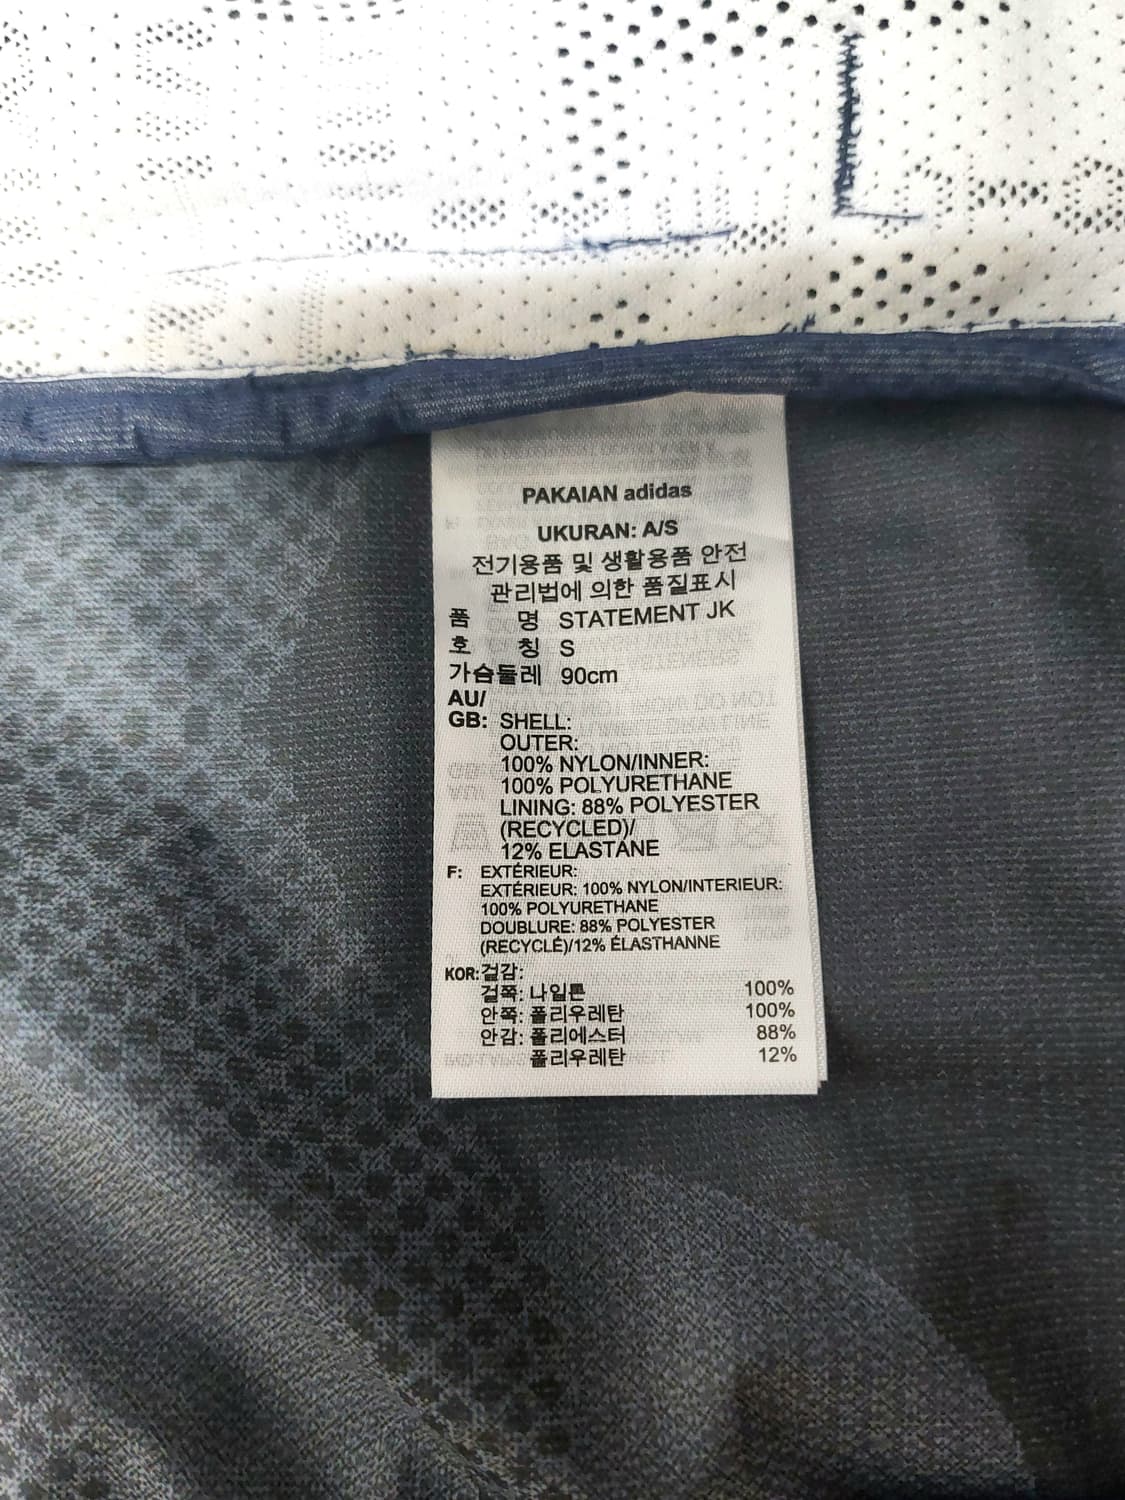 PAKAIAN adidas
UKURAN: A/S
전기용품 및 생활용품 안전
관리법에 의한 품질표시
품 명 STATEMENT JK
호 칭 S
가슴둘레 90cm
AU/
GB: SHELL:
OUTER:
100% NYLON/INNER:
100% POLYURETHANE
LINING: 88% POLYESTER
(RECYCLED)/
12% ELASTANE
F: EXTÉRIEUR:
EXTÉRIEUR: 100% NYLON/INTERIEUR:
100% POLYURETHANE
DOUBLURE: 88% POLYESTER
(RECYCLÉ)/12% ÉLASTHANNE
KOR:겉감:
겉쪽: 나일론 100%
안쪽: 폴리우레탄 100%
안감: 폴리에스터 88%
폴리우레탄 12%